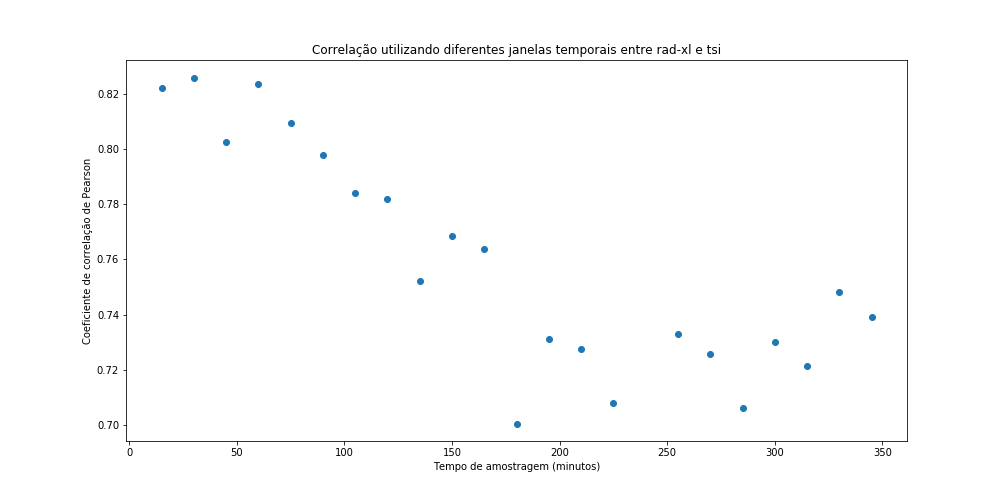 Correlação utilizando diferentes janelas temporais entre rad-xl e tsi
Coeficiente de correlação de Pearson
0.82
0.80
0.78
0.76
0.74
0.72
0.70
0 50 100 150 200 250 300 350
Tempo de amostragem (minutos)